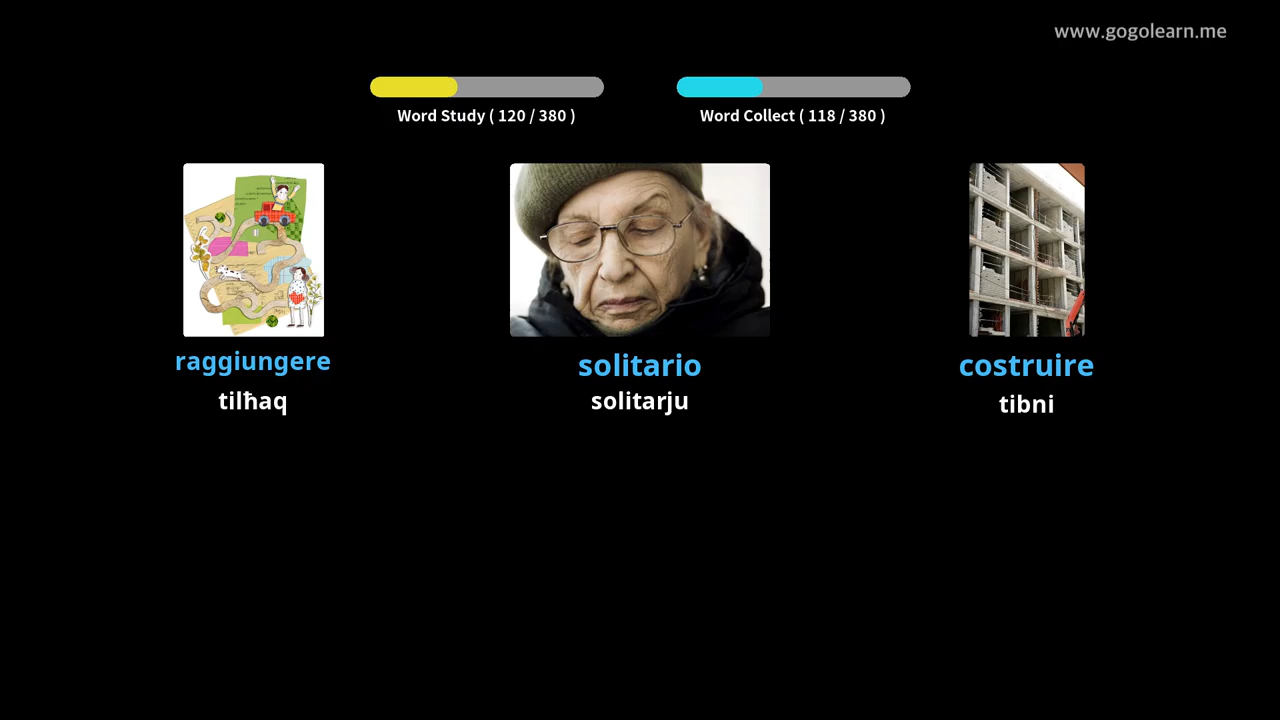 www.gogolearn.me
Word Study ( 120 / 380 )
Word Collect ( 118 / 380 )
raggiungere
tilħaq
solitario
solitarju
costruire
tibni